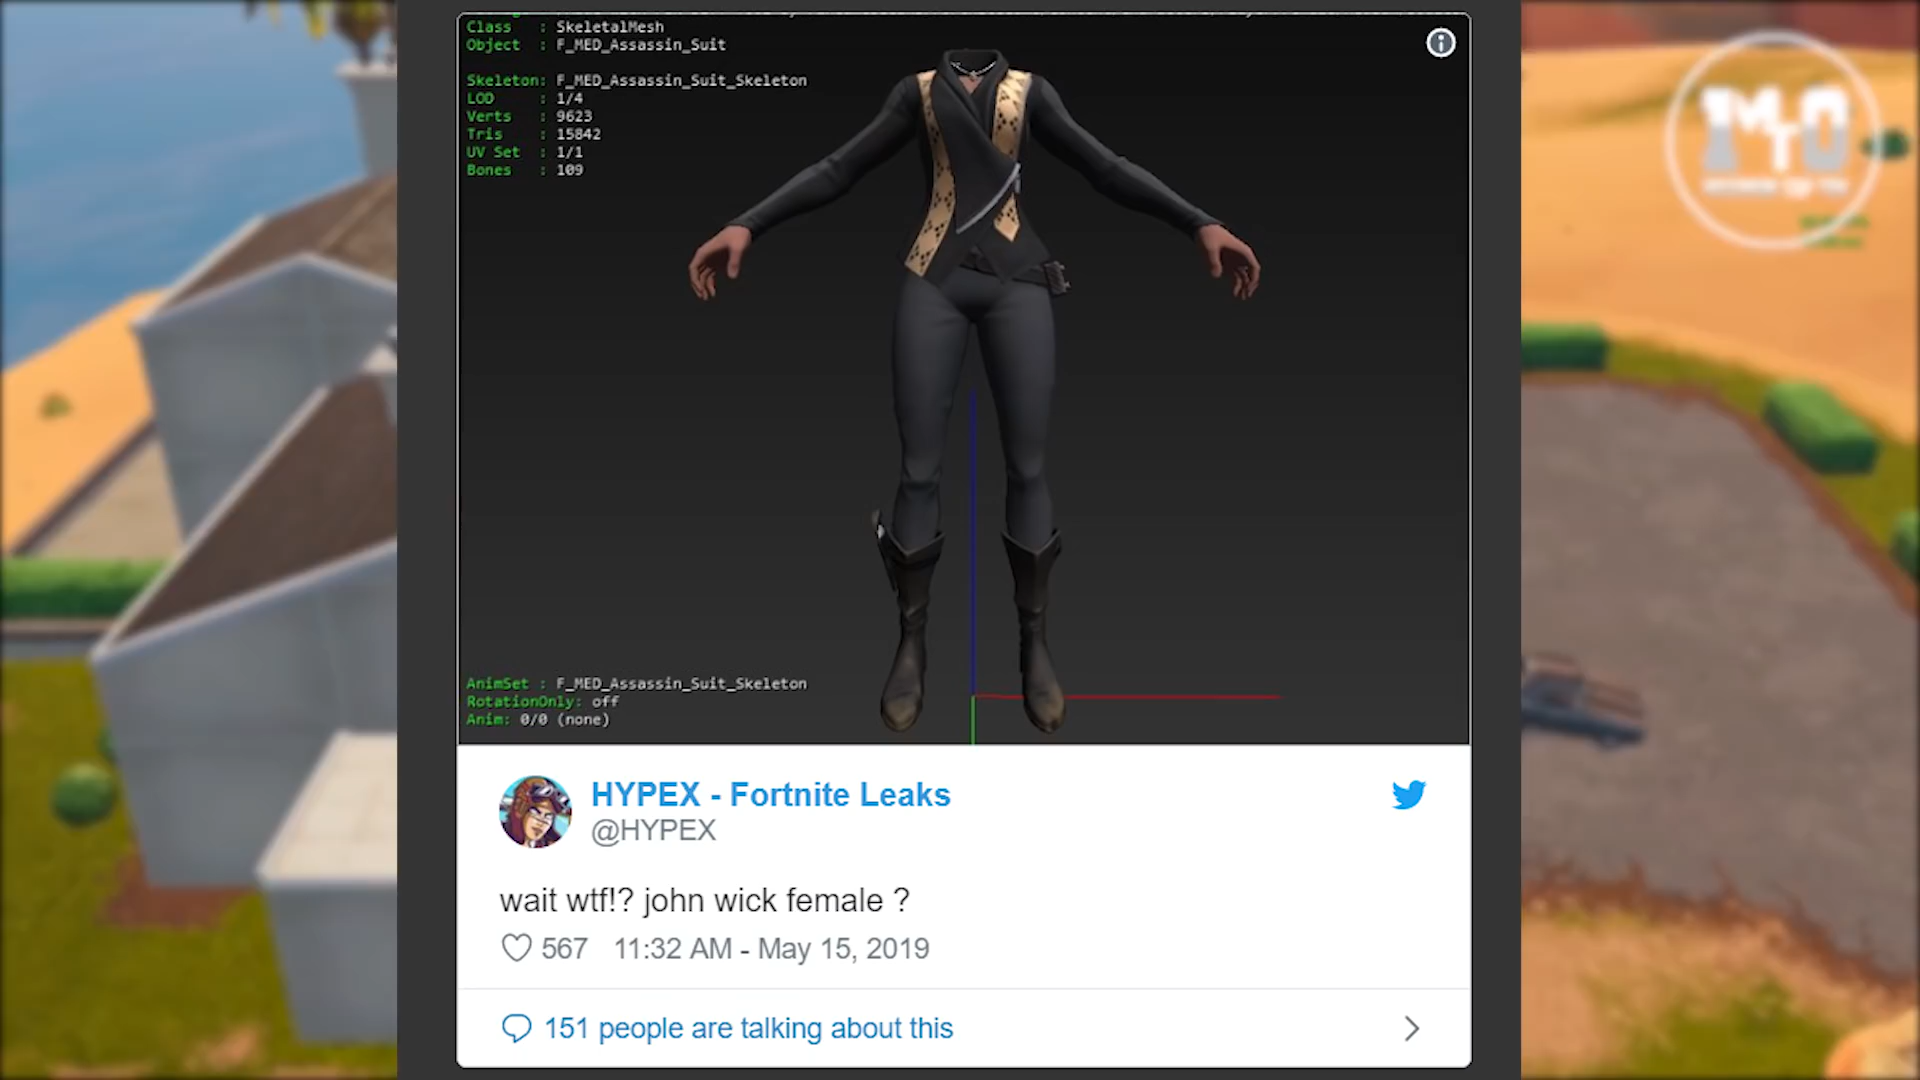 Class : SkeletalMesh
Object : F_MED_Assassin_Suit
Skeleton: F_MED_Assassin_Suit_Skeleton
LOD : 1/4
Verts : 9623
Tris : 15842
UV Set : 1/1
Bones : 109
AnimSet : F_MED_Assassin_Suit_Skeleton
RotationOnly: off
Anim: 0/0 (none)
HYPEX - Fortnite Leaks
@HYPEX
wait wtf!? john wick female ?
567 11:32 AM - May 15, 2019
151 people are talking about this